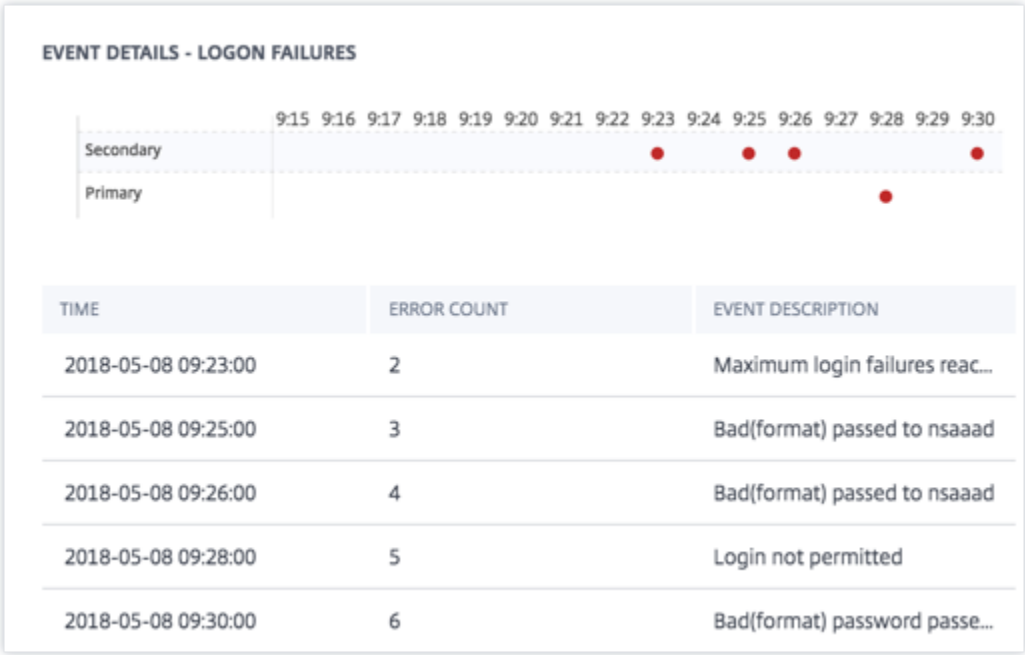 EVENT DETAILS - LOGON FAILURES
9:15 9:16 9:17 9:18 9:19 9:20 9:21 9:22 9:23 9:24 9:25 9:26 9:27 9:28 9:29 9:30
Secondary
Primary
TIME ERROR COUNT EVENT DESCRIPTION
2018-05-08 09:23:00 2 Maximum login failures reac...
2018-05-08 09:25:00 3 Bad(format) passed to nsaaad
2018-05-08 09:26:00 4 Bad(format) passed to nsaaad
2018-05-08 09:28:00 5 Login not permitted
2018-05-08 09:30:00 6 Bad(format) password passe...